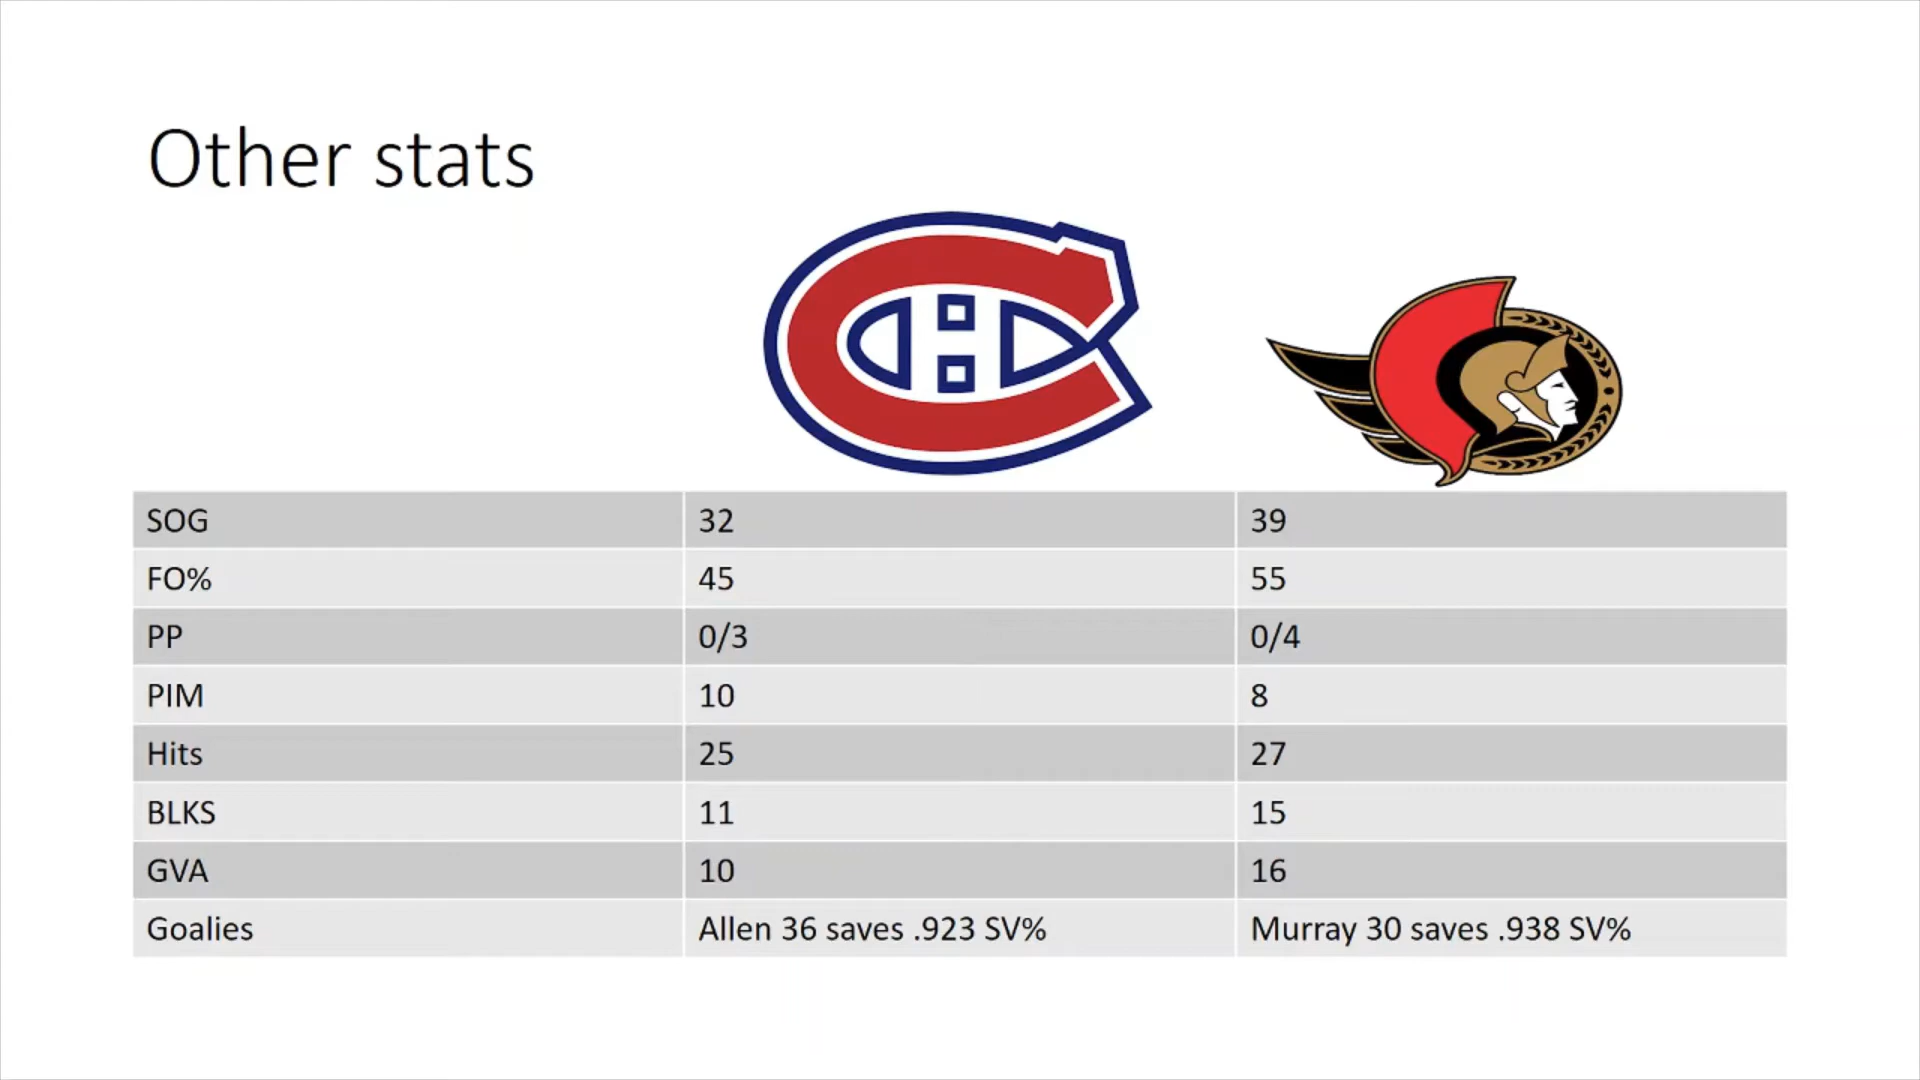 Other stats
SOG 32 39
FO% 45 55
PP 0/3 0/4
PIM 10 8
Hits 25 27
BLKS 11 15
GVA 10 16
Goalies Allen 36 saves .923 SV% Murray 30 saves .938 SV%